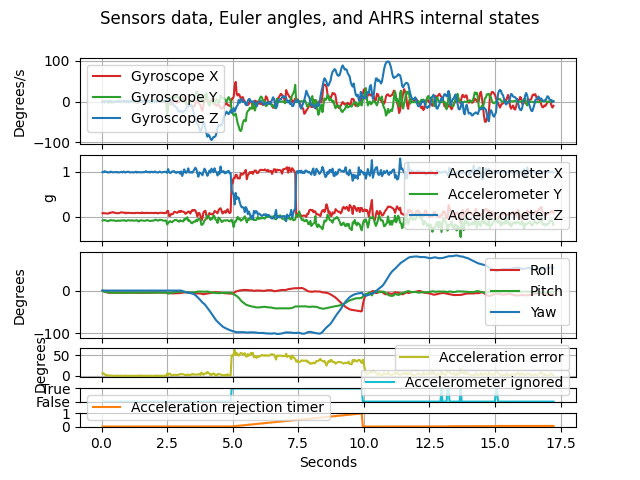 Sensors data, Euler angles, and AHRS internal states
100
0
−100
Degrees/s
Gyroscope X
Gyroscope Y
Gyroscope Z
1
0
g
Accelerometer X
Accelerometer Y
Accelerometer Z
0
−100
Degrees
Roll
Pitch
Yaw
50
0
Degrees
Acceleration error
True
False
Accelerometer ignored
1
0
Acceleration rejection timer
0.0 2.5 5.0 7.5 10.0 12.5 15.0 17.5
Seconds